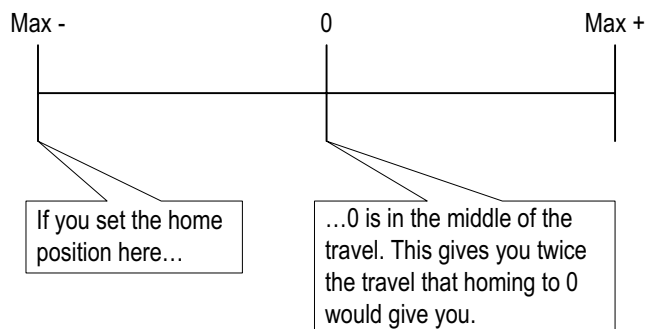 Max -
0
Max +
If you set the home
position here…
…0 is in the middle of the
travel. This gives you twice
the travel that homing to 0
would give you.